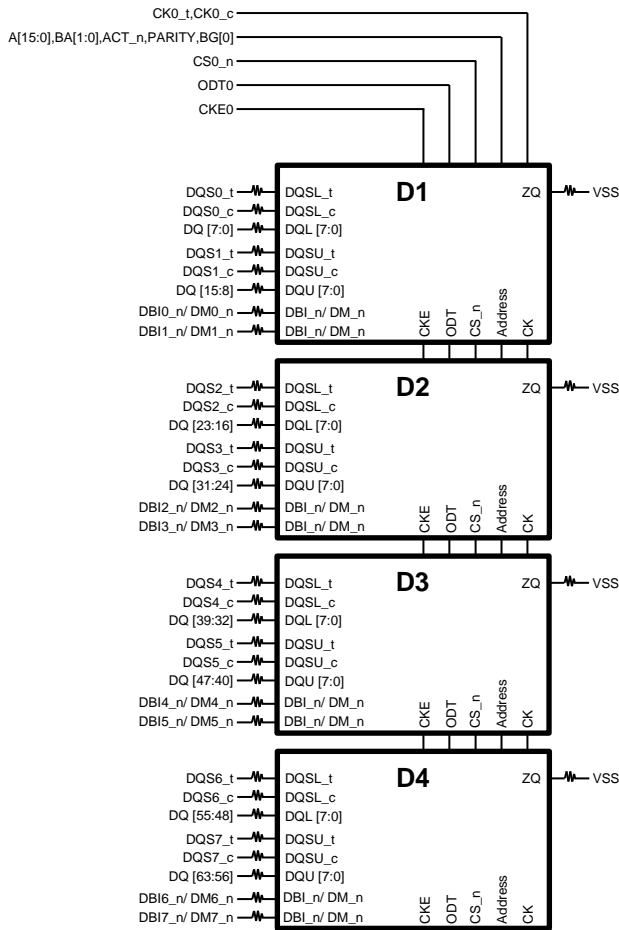 CK0_t,CK0_c
A[15:0],BA[1:0],ACT_n,PARITY,BG[0]
CS0_n
ODT0
CKE0
D1
DQS0_t DQSL_t ZQ VSS
DQS0_c DQSL_c
DQ [7:0] DQL [7:0]
DQS1_t DQSU_t
DQS1_c DQSU_c
DQ [15:8] DQU [7:0]
DBI0_n/ DM0_n DBI_n/ DM_n
DBI1_n/ DM1_n DBI_n/ DM_n
CKE ODT CS_n Address CK
D2
DQS2_t DQSL_t ZQ VSS
DQS2_c DQSL_c
DQ [23:16] DQL [7:0]
DQS3_t DQSU_t
DQS3_c DQSU_c
DQ [31:24] DQU [7:0]
DBI2_n/ DM2_n DBI_n/ DM_n
DBI3_n/ DM3_n DBI_n/ DM_n
CKE ODT CS_n Address CK
D3
DQS4_t DQSL_t ZQ VSS
DQS4_c DQSL_c
DQ [39:32] DQL [7:0]
DQS5_t DQSU_t
DQS5_c DQSU_c
DQ [47:40] DQU [7:0]
DBI4_n/ DM4_n DBI_n/ DM_n
DBI5_n/ DM5_n DBI_n/ DM_n
CKE ODT CS_n Address CK
D4
DQS6_t DQSL_t ZQ VSS
DQS6_c DQSL_c
DQ [55:48] DQL [7:0]
DQS7_t DQSU_t
DQS7_c DQSU_c
DQ [63:56] DQU [7:0]
DBI6_n/ DM6_n DBI_n/ DM_n
DBI7_n/ DM7_n DBI_n/ DM_n
CKE ODT CS_n Address CK